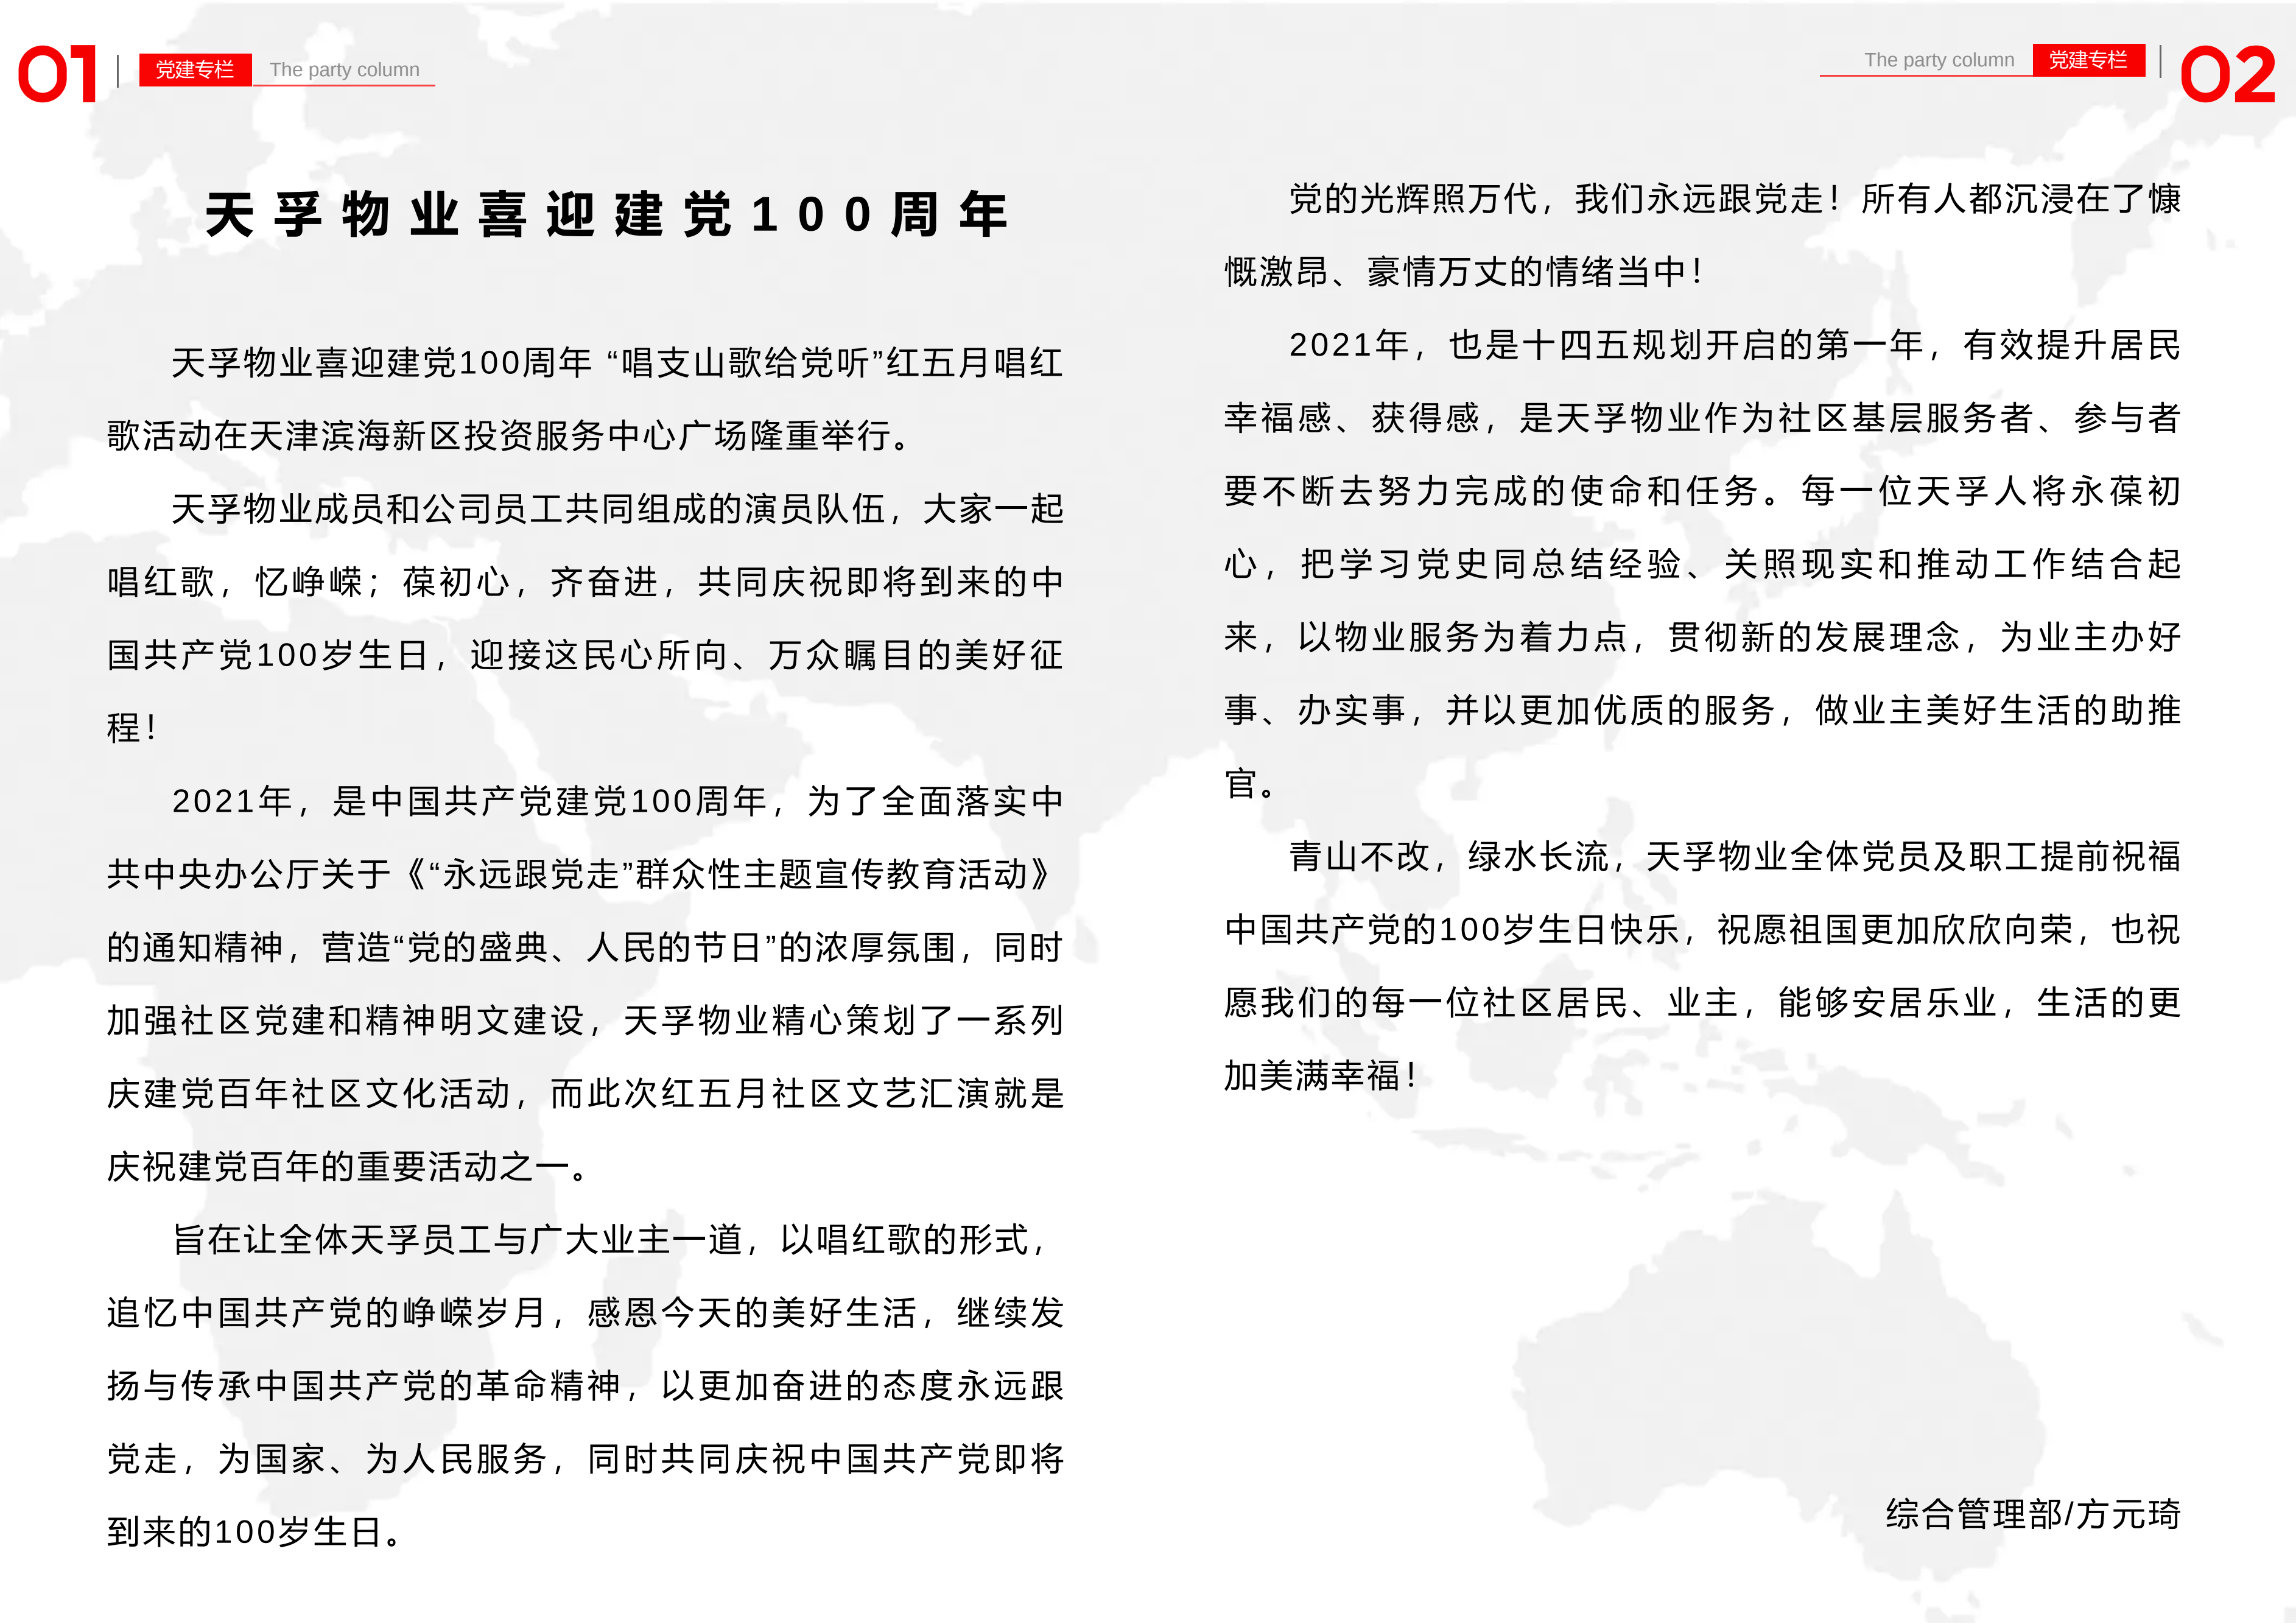 01 党建专栏 The party column
天孚物业喜迎建党100周年
天孚物业喜迎建党100周年 “唱支山歌给党听”红五月唱红
歌活动在天津滨海新区投资服务中心广场隆重举行。
天孚物业成员和公司员工共同组成的演员队伍，大家一起
唱红歌，忆峥嵘；葆初心，齐奋进，共同庆祝即将到来的中
国共产党100岁生日，迎接这民心所向、万众瞩目的美好征
程！
2021年，是中国共产党建党100周年，为了全面落实中
共中央办公厅关于《“永远跟党走”群众性主题宣传教育活动》
的通知精神，营造“党的盛典、人民的节日”的浓厚氛围，同时
加强社区党建和精神明文建设，天孚物业精心策划了一系列
庆建党百年社区文化活动，而此次红五月社区文艺汇演就是
庆祝建党百年的重要活动之一。
旨在让全体天孚员工与广大业主一道，以唱红歌的形式，
追忆中国共产党的峥嵘岁月，感恩今天的美好生活，继续发
扬与传承中国共产党的革命精神，以更加奋进的态度永远跟
党走，为国家、为人民服务，同时共同庆祝中国共产党即将
到来的100岁生日。
The party column 党建专栏 02
党的光辉照万代，我们永远跟党走！所有人都沉浸在了慷
慨激昂、豪情万丈的情绪当中！
2021年，也是十四五规划开启的第一年，有效提升居民
幸福感、获得感，是天孚物业作为社区基层服务者、参与者
要不断去努力完成的使命和任务。每一位天孚人将永葆初
心，把学习党史同总结经验、关照现实和推动工作结合起
来，以物业服务为着力点，贯彻新的发展理念，为业主办好
事、办实事，并以更加优质的服务，做业主美好生活的助推
官。
青山不改，绿水长流，天孚物业全体党员及职工提前祝福
中国共产党的100岁生日快乐，祝愿祖国更加欣欣向荣，也祝
愿我们的每一位社区居民、业主，能够安居乐业，生活的更
加美满幸福！
综合管理部/方元琦